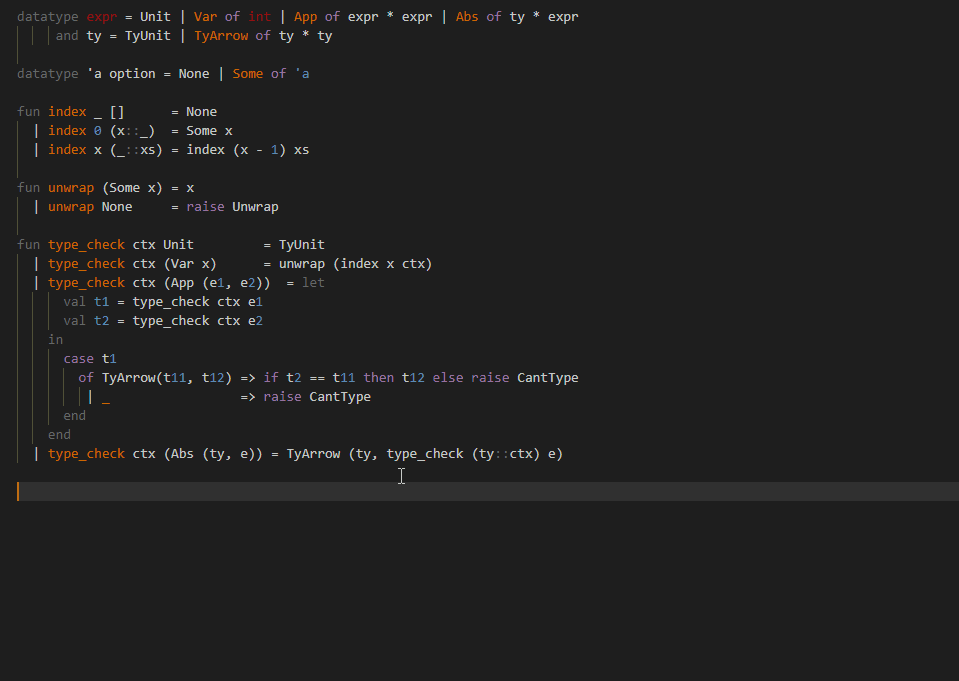 datatype expr = Unit | Var of int | App of expr * expr | Abs of ty * expr
     and ty = TyUnit | TyArrow of ty * ty

datatype 'a option = None | Some of 'a

fun index _ []      = None
  | index 0 (x::_)  = Some x
  | index x (_::xs) = index (x - 1) xs

fun unwrap (Some x) = x
  | unwrap None     = raise Unwrap

fun type_check ctx Unit         = TyUnit
  | type_check ctx (Var x)      = unwrap (index x ctx)
  | type_check ctx (App (e1, e2))  = let
      val t1 = type_check ctx e1
      val t2 = type_check ctx e2
    in
      case t1
        of TyArrow(t11, t12) => if t2 == t11 then t12 else raise CantType
         | _                 => raise CantType
      end
    end
  | type_check ctx (Abs (ty, e)) = TyArrow (ty, type_check (ty::ctx) e)